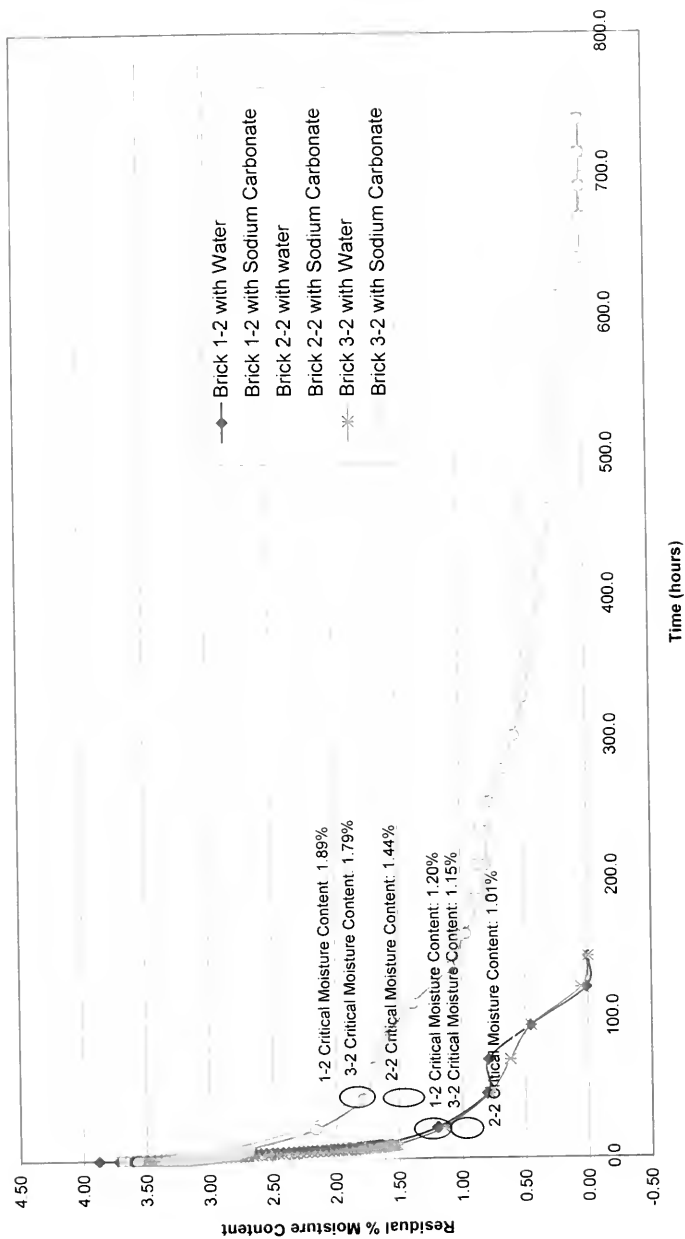 Residual % Moisture Content
4.50
4.00
3.50
3.00
2.50
2.00
1.50
1.00
0.50
0.00
-0.50
Brick 1-2 with Water
Brick 1-2 with Sodium Carbonate
Brick 2-2 with water
Brick 2-2 with Sodium Carbonate
Brick 3-2 with Water
Brick 3-2 with Sodium Carbonate
1-2 Critical Moisture Content 1.89%
3-2 Critical Moisture Content. 1.79%
2-2 Critical Moisture Content: 1.44%
1-2 Critical Moisture Content: 1.20%
3-2 Critical Moisture Content: 1.15%
2-2 Critical Moisture Content: 1.01%
0.0
100.0
200.0
300.0
400.0
500.0
600.0
700.0
800.0
Time (hours)